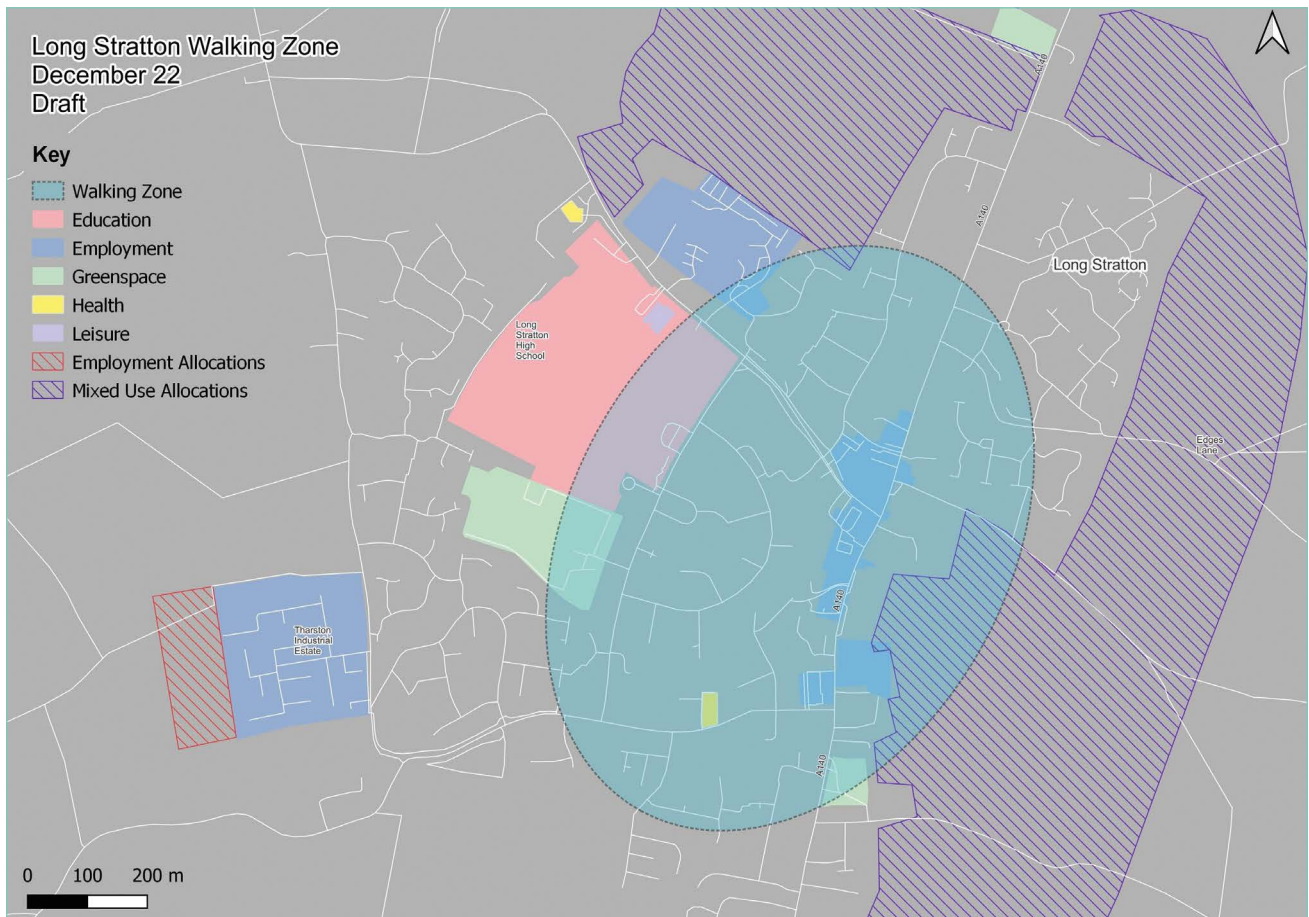 Long Stratton Walking Zone
December 22
Draft
Key
Walking Zone
Education
Employment
Greenspace
Health
Leisure
Employment Allocations
Mixed Use Allocations
A140
A140
Long Stratton
Long
Stratton
High
School
Edges
Lane
A140
Tharston
Industrial
Estate
A140
0 100 200 m